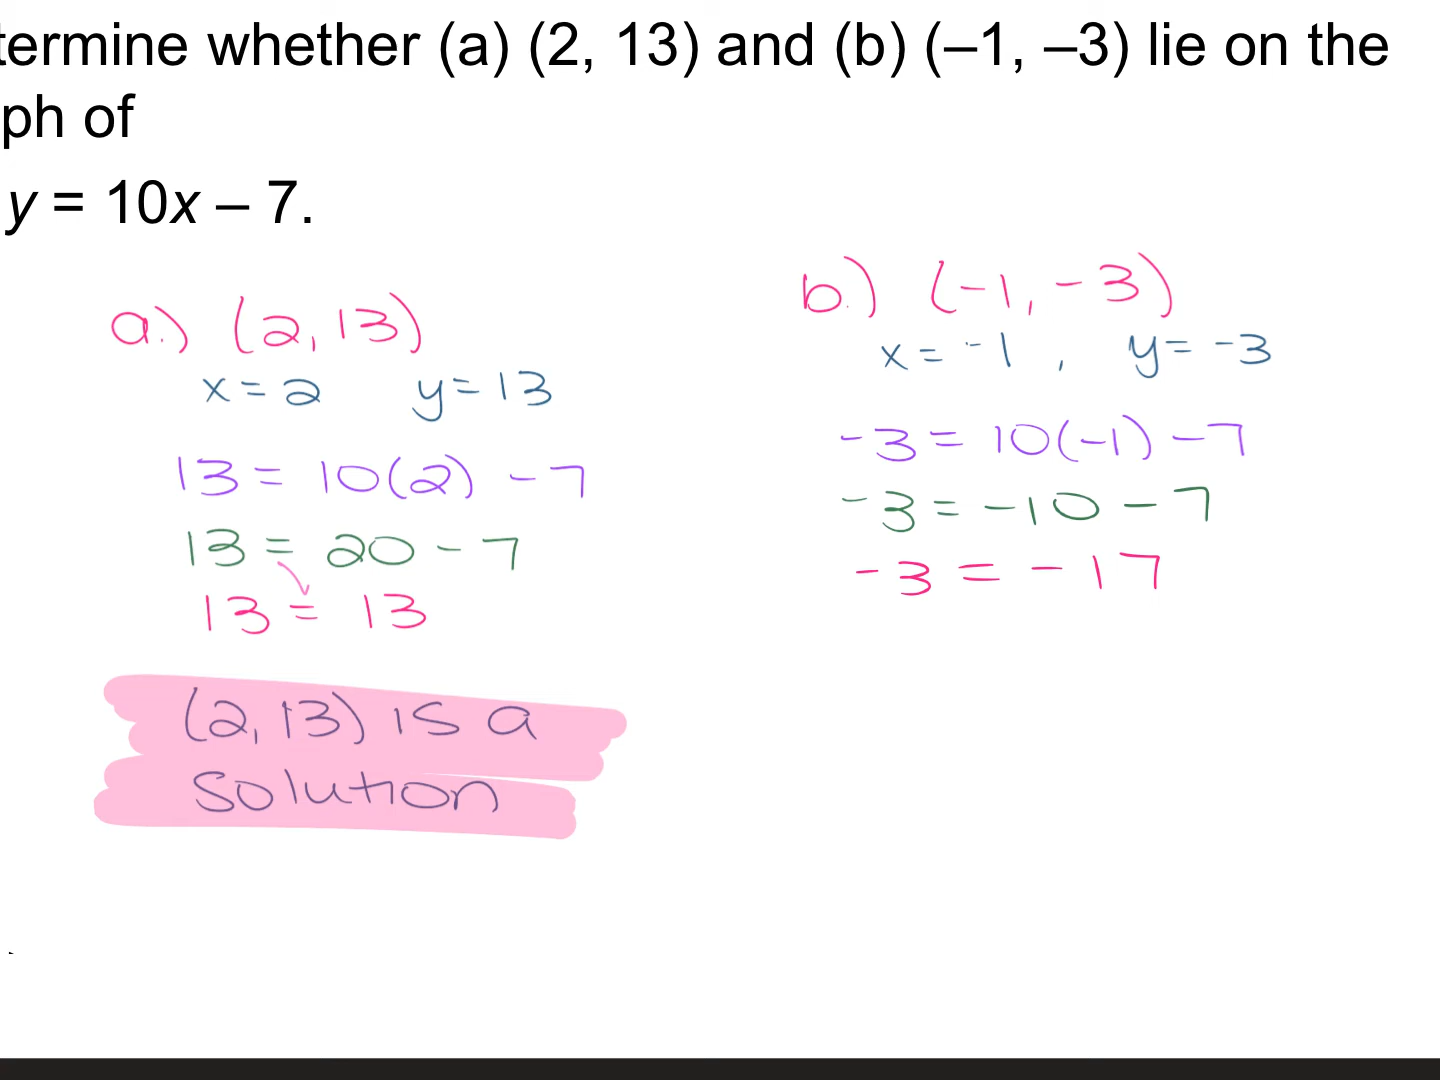 termine whether (a) (2, 13) and (b) (–1, –3) lie on the
ph of
y = 10x – 7.
a.) (2, 13)
x = 2 y = 13
13 = 10(2) - 7
13 = 20 - 7
13 = 13
(2, 13) is a
solution
b.) (-1, -3)
x = -1 , y = -3
-3 = 10(-1) - 7
-3 = -10 - 7
-3 = -17